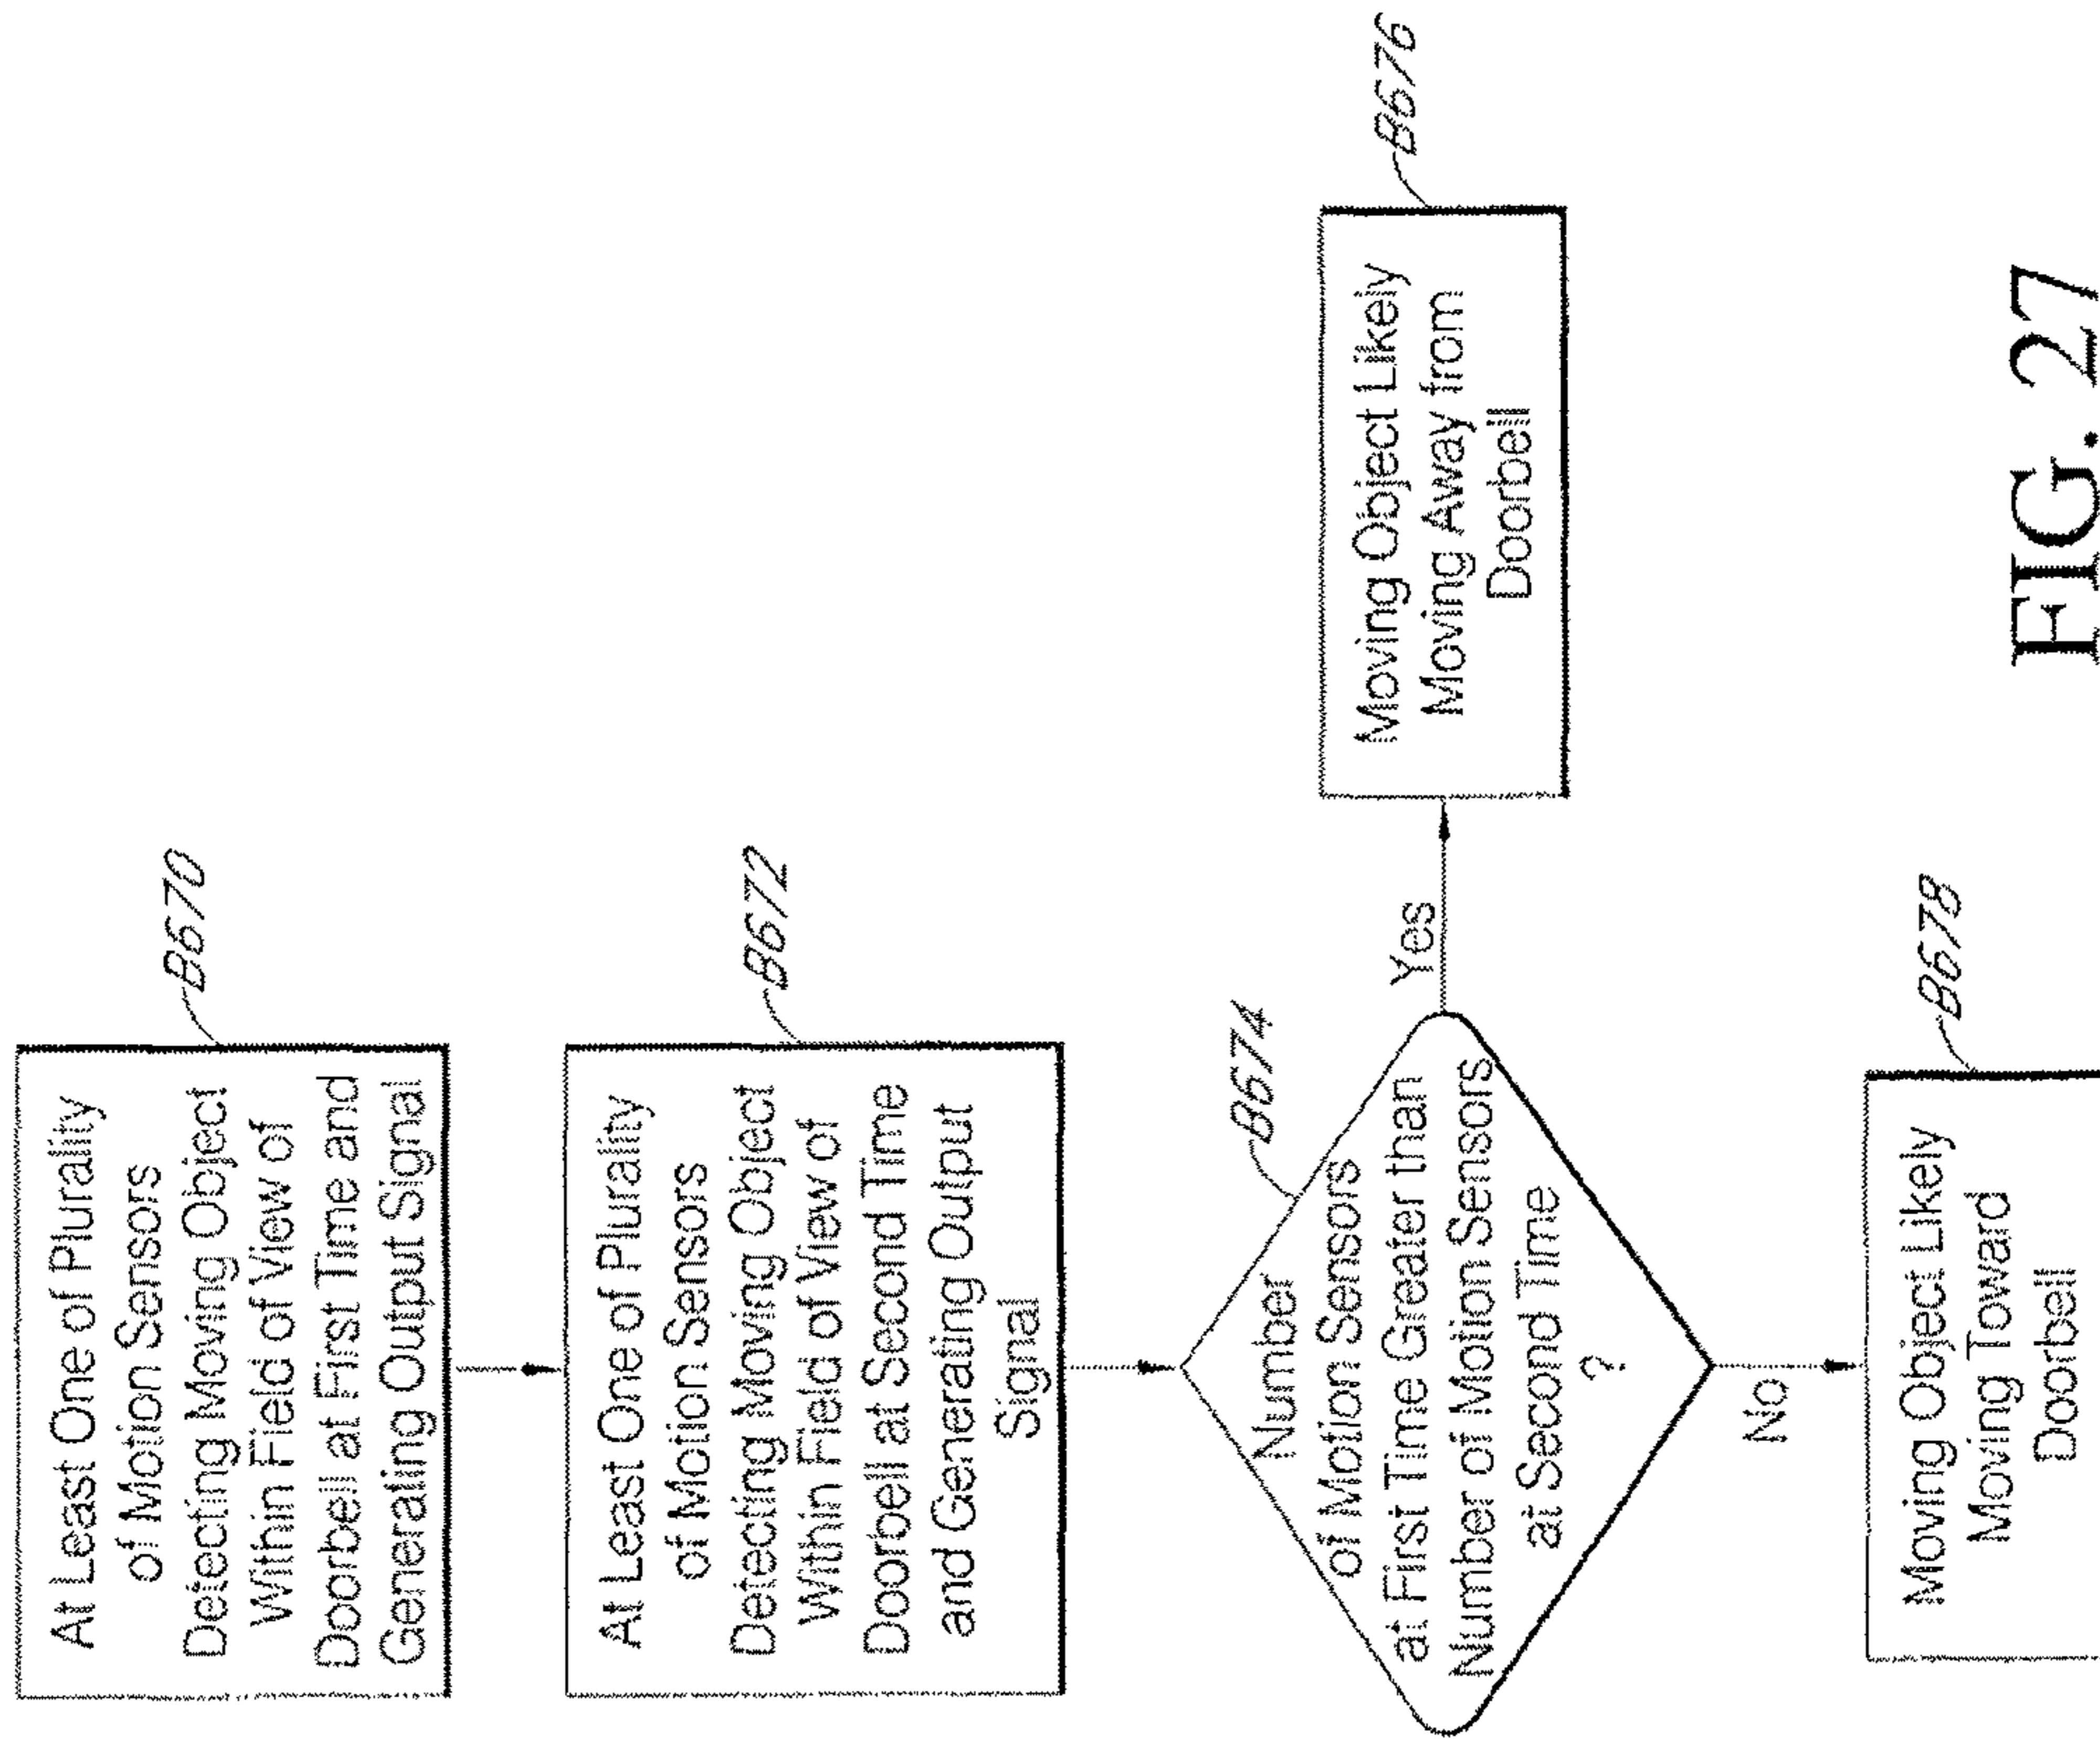 At Least One of Plurality
of Motion Sensors
Detecting Moving Object
Within Field of View of
Doorbell at First Time and
Generating Output Signal
B670
At Least One of Plurality
of Motion Sensors
Detecting Moving Object
Within Field of View of
Doorbell at Second Time
and Generating Output
Signal
B672
Number
of Motion Sensors
at First Time Greater than
Number of Motion Sensors
at Second Time
?
B674
Yes
Moving Object Likely
Moving Away from
Doorbell
B676
No
Moving Object Likely
Moving Toward
Doorbell
B678
FIG. 27